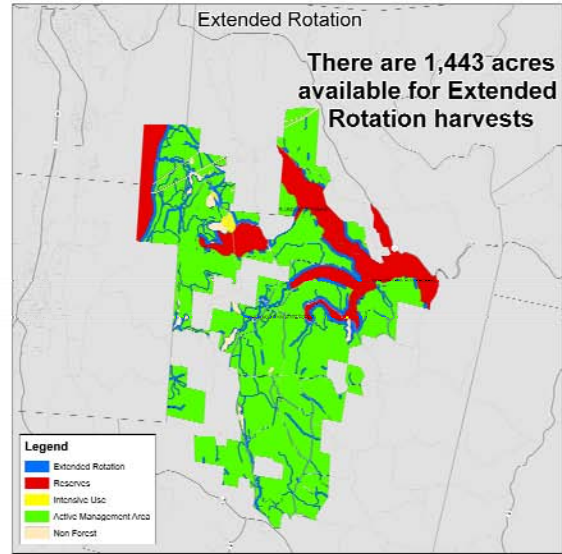 Extended Rotation
There are 1,443 acres
available for Extended
Rotation harvests
Legend
Extended Rotation
Reserves
Intensive Use
Active Management Area
Non Forest